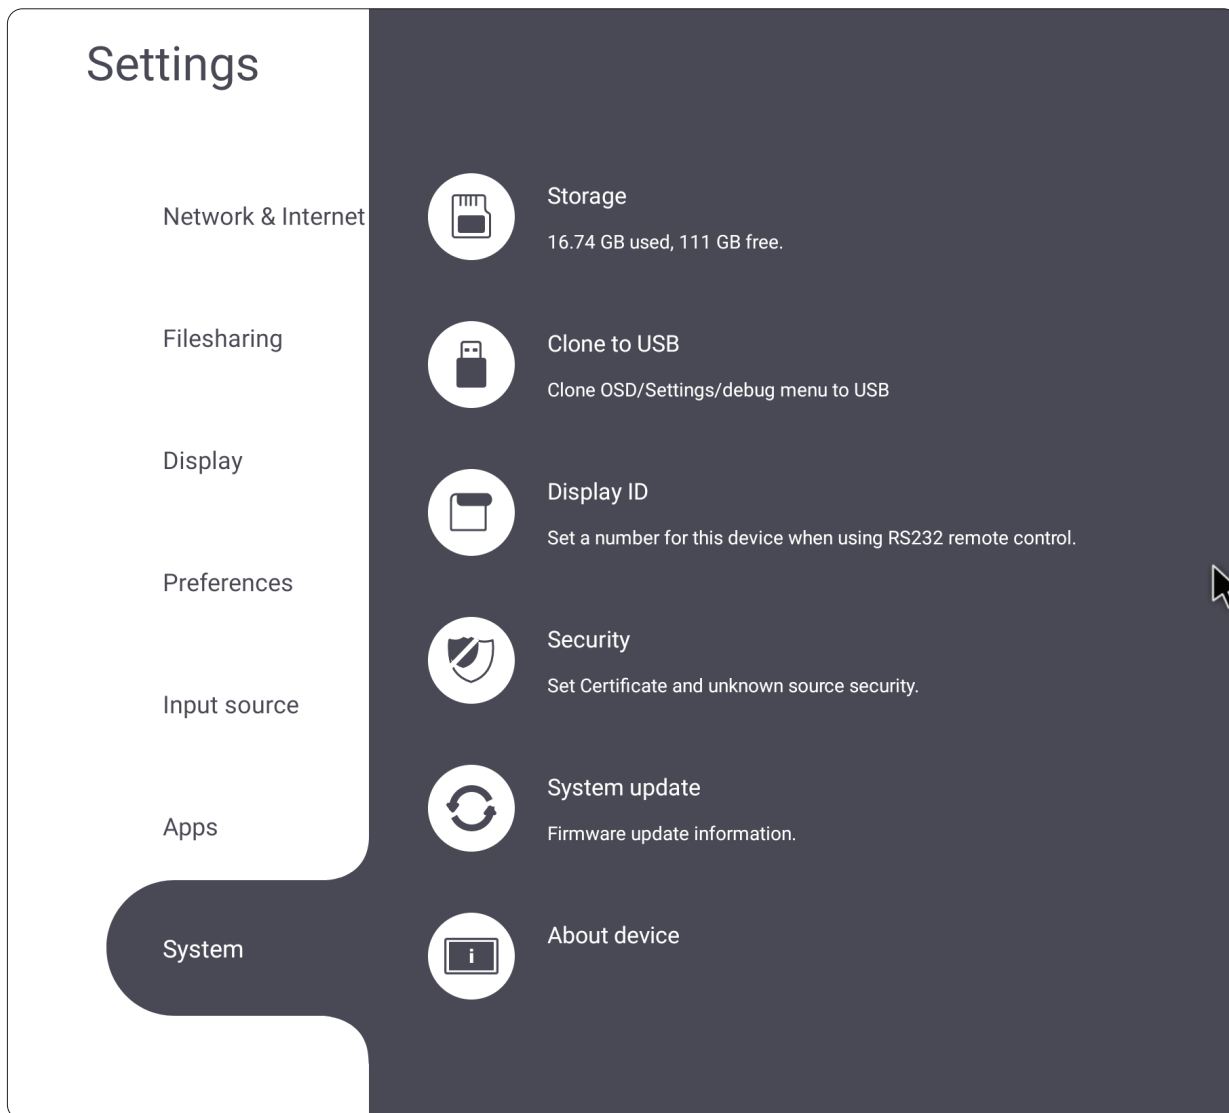 Settings
Network & Internet
Filesharing
Display
Preferences
Input source
Apps
System
Storage
16.74 GB used, 111 GB free.
Clone to USB
Clone OSD/Settings/debug menu to USB
Display ID
Set a number for this device when using RS232 remote control.
Security
Set Certificate and unknown source security.
System update
Firmware update information.
About device
i